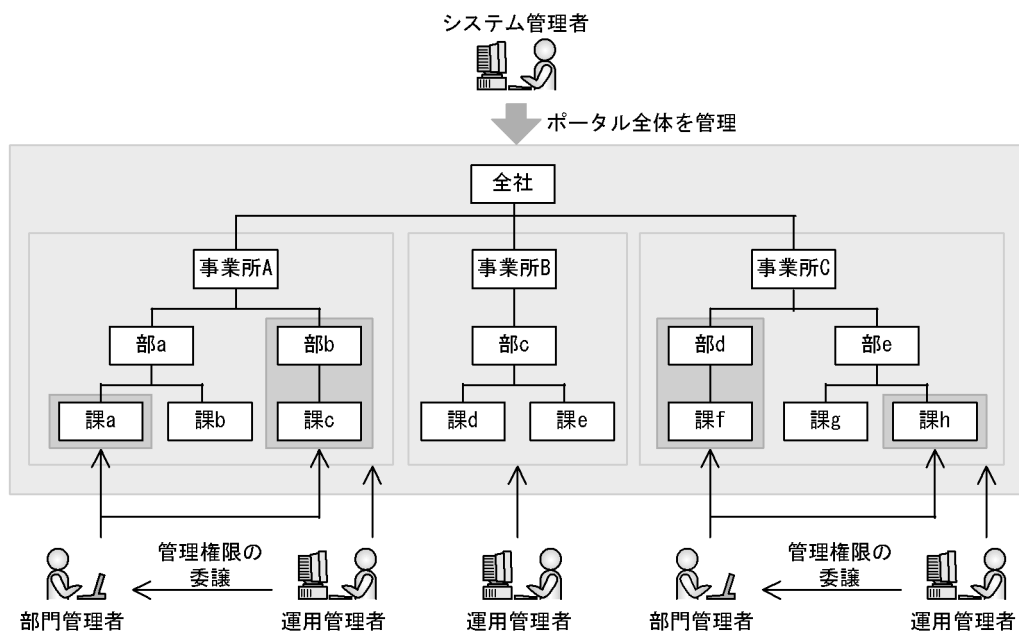 システム管理者
ポータル全体を管理
全社
事業所A
事業所B
事業所C
部a
部b
部c
部d
部e
課a
課b
課c
課d
課e
課f
課g
課h
管理権限の
委譲
管理権限の
委譲
部門管理者
運用管理者
運用管理者
部門管理者
運用管理者